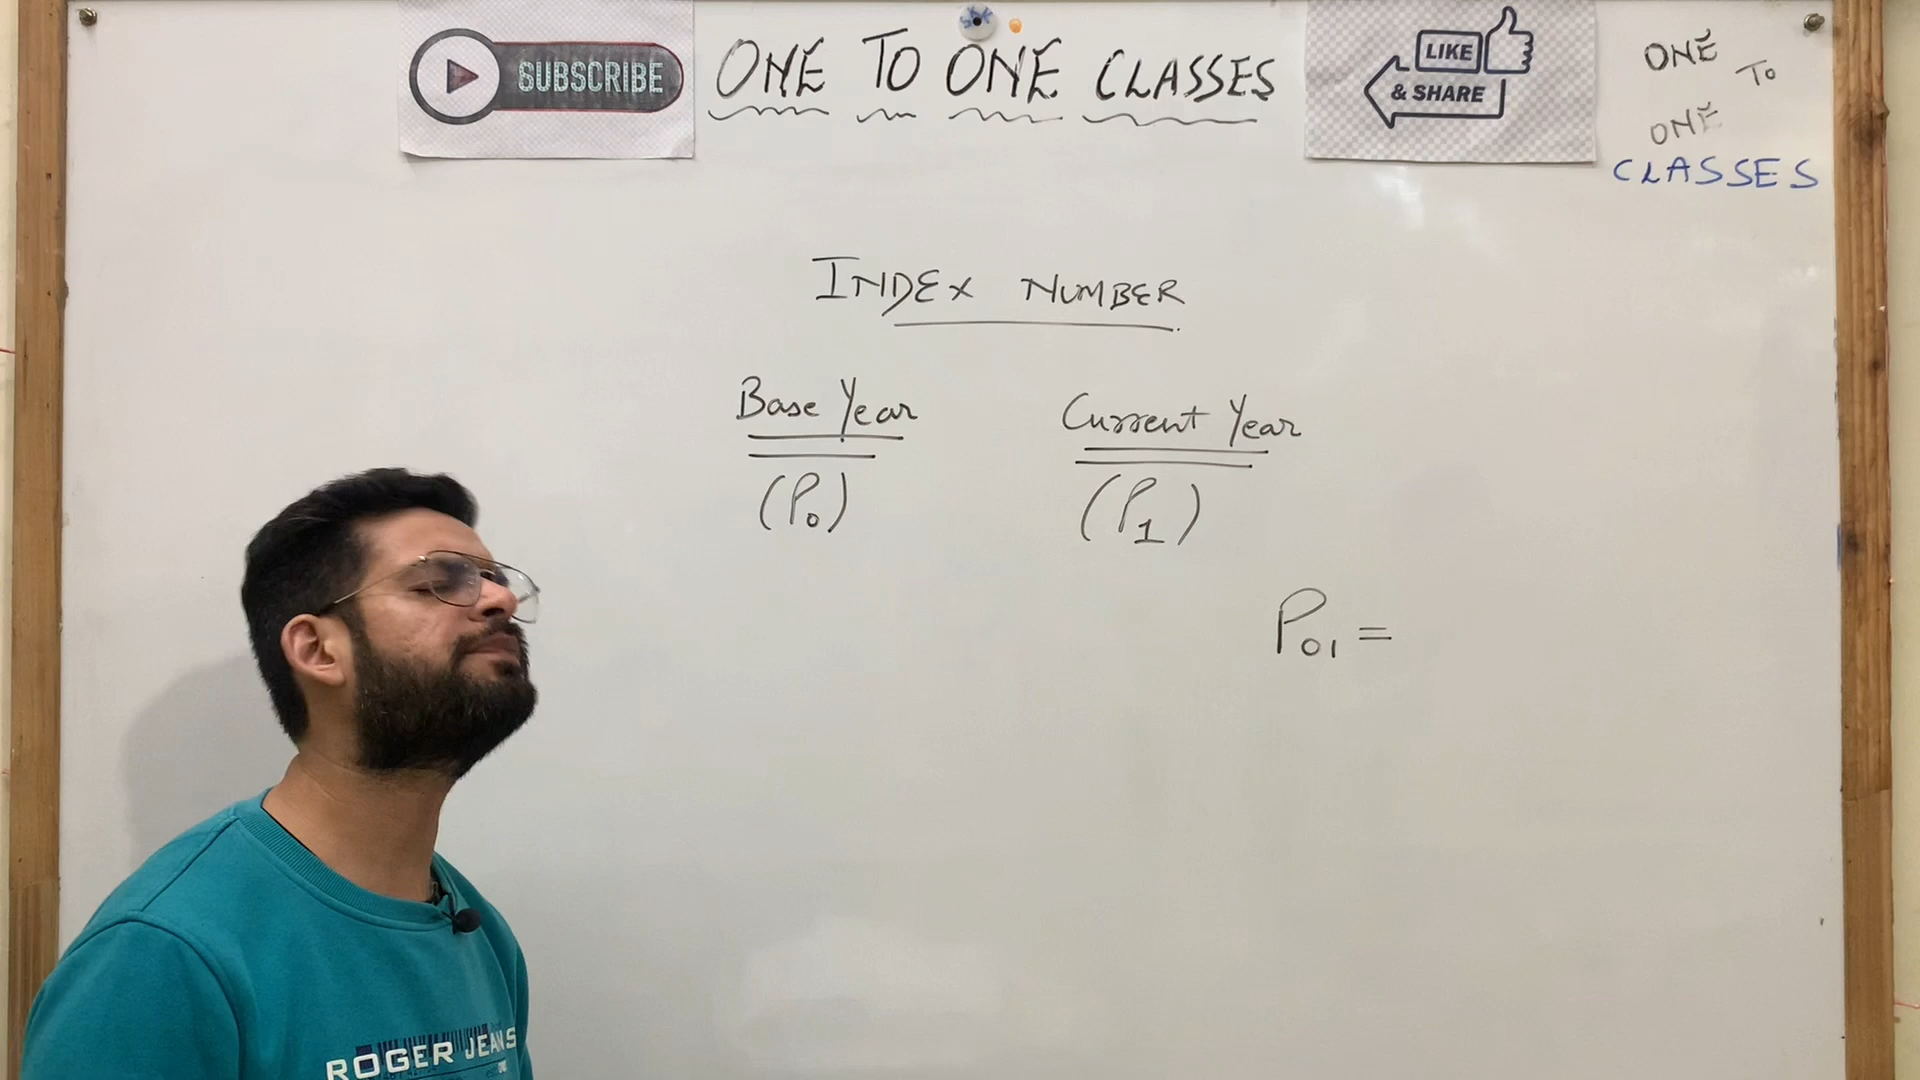 SUBSCRIBE
ONE TO ONE CLASSES
LIKE
& SHARE
ONE
TO
ONE
CLASSES
INDEX NUMBER
Base Year
Current Year
(P₀)
(P₁)
P₀₁ =
ROGER JEANS